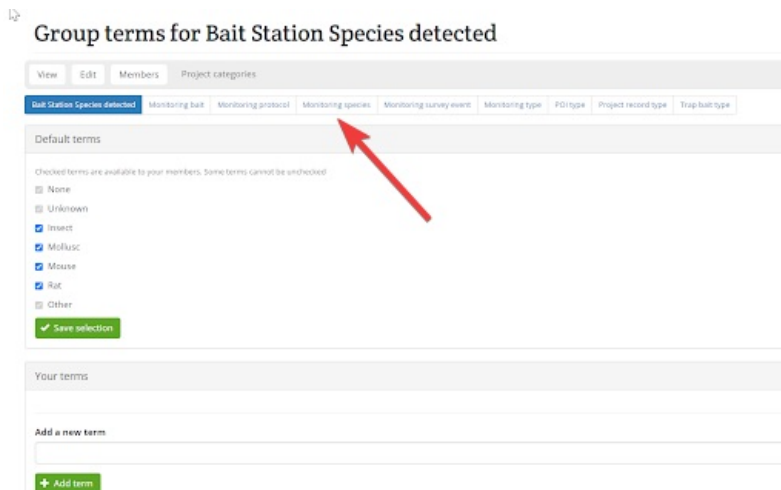 Group terms for Bait Station Species detected
View Edit Members Project categories
Bait Station Species detected Monitoring bait Monitoring protocol Monitoring species Monitoring survey event Monitoring type POI type Project record type Trap bait type
Default terms
Checked terms are available to your members. Some terms cannot be unchecked
None
Unknown
Insect
Mollusc
Mouse
Rat
Other
Save selection
Your terms
Add a new term
Add term